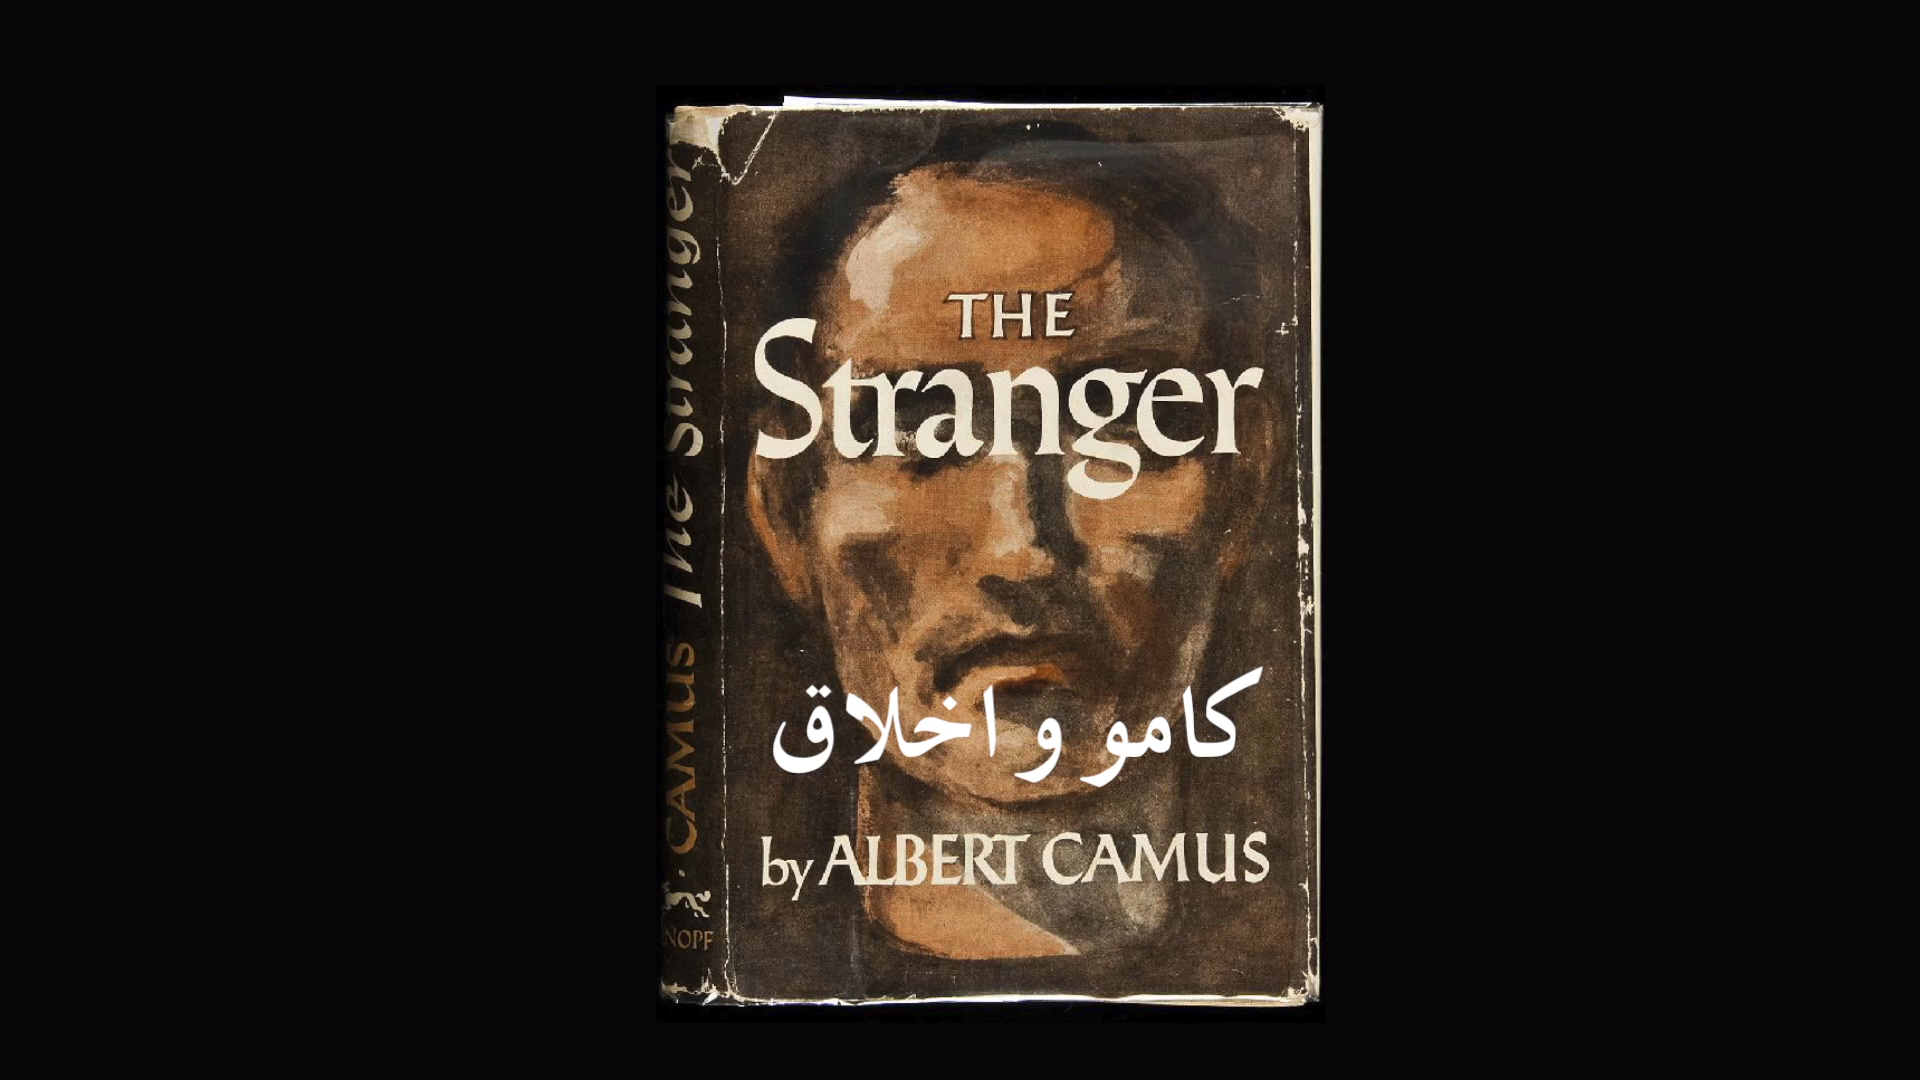 THE
Stranger
کامو و اخلاق
by ALBERT CAMUS
CAMUS The Stranger
NOPF